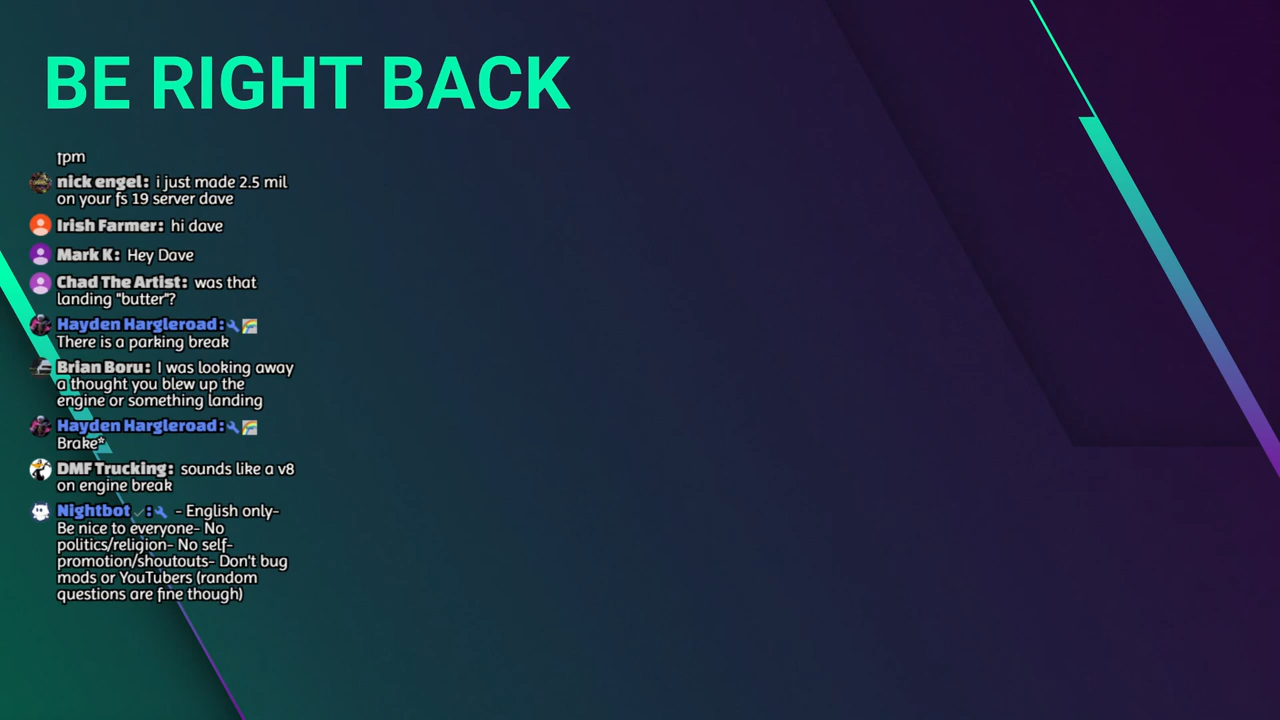 BE RIGHT BACK
rpm
nick engel: i just made 2.5 mil
on your fs 19 server dave
Irish Farmer: hi dave
Mark K: Hey Dave
Chad The Artist: was that
landing "butter"?
Hayden Hargleroad:
There is a parking break
Brian Boru: I was looking away
a thought you blew up the
engine or something landing
Hayden Hargleroad:
Brake*
DMF Trucking: sounds like a v8
on engine break
Nightbot ✓: - English only-
Be nice to everyone- No
politics/religion- No self-
promotion/shoutouts- Don't bug
mods or YouTubers (random
questions are fine though)